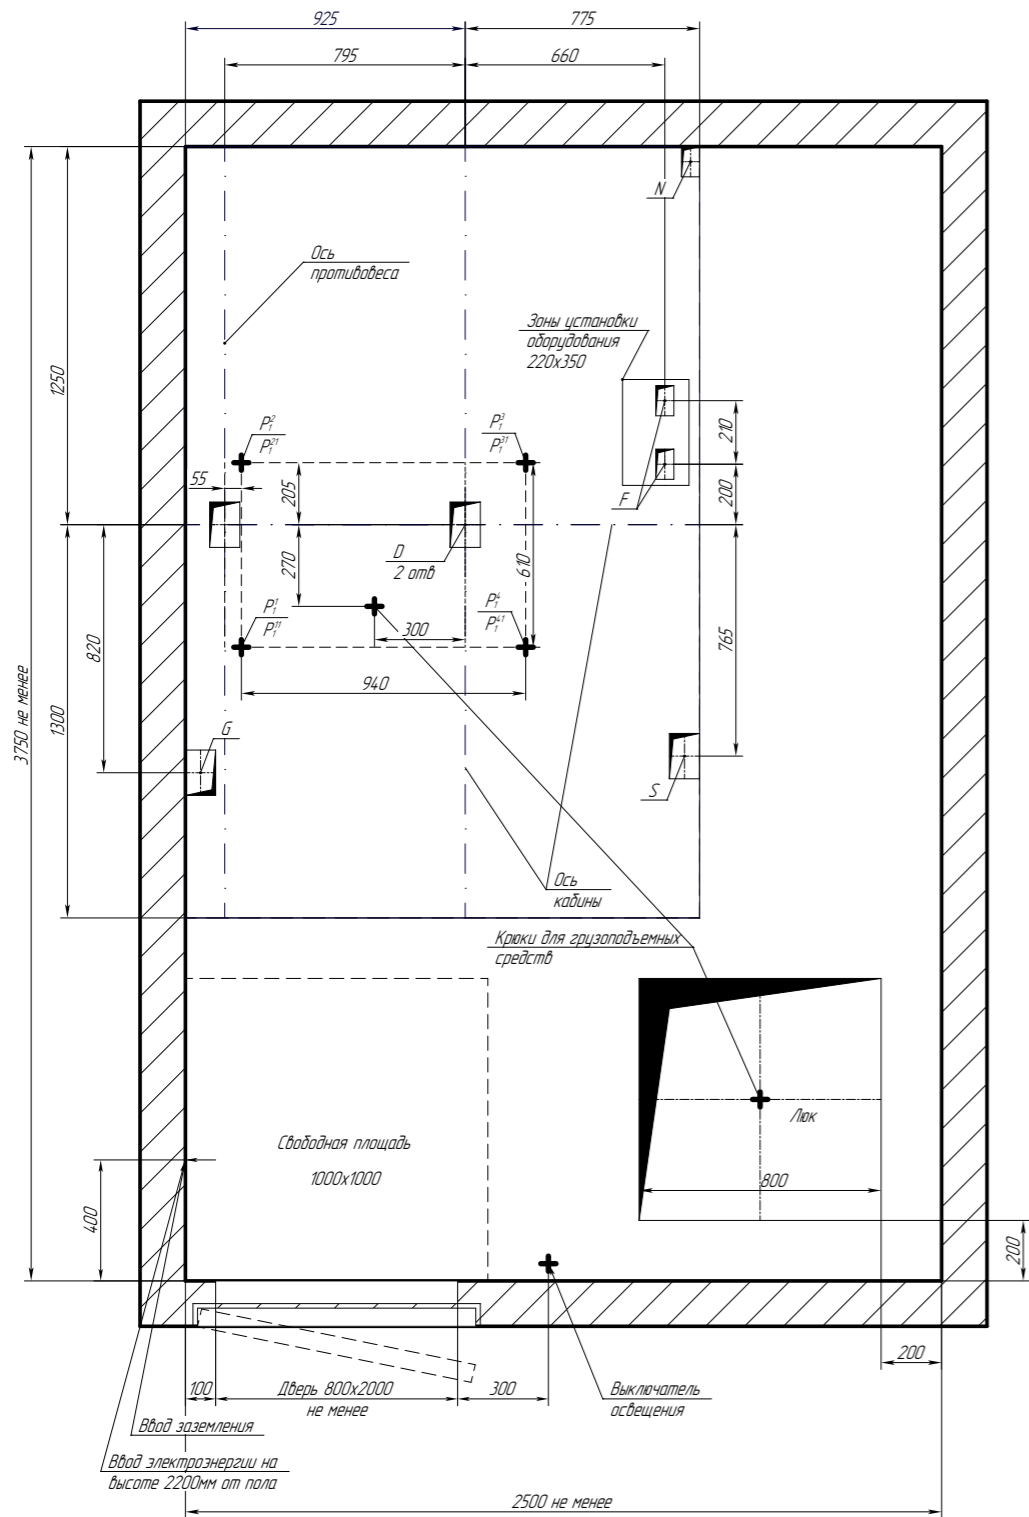 925
775
795
660
N
Ось
противовеса
Зоны установки
оборудования
220х350
1250
P₁²
P₁²¹
P₁³
P₁³¹
210
55
205
F
200
D
2 отв
270
610
P₁¹
P₁¹¹
P₁⁴
P₁⁴¹
300
820
765
940
3750 не менее
1300
G
S
Ось
кабины
Крюки для грузоподъемных
средств
Люк
Свободная площадь
1000х1000
800
400
200
200
100
Дверь 800х2000
не менее
300
Выключатель
освещения
Ввод заземления
Ввод электроэнергии на
высоте 2200мм от пола
2500 не менее